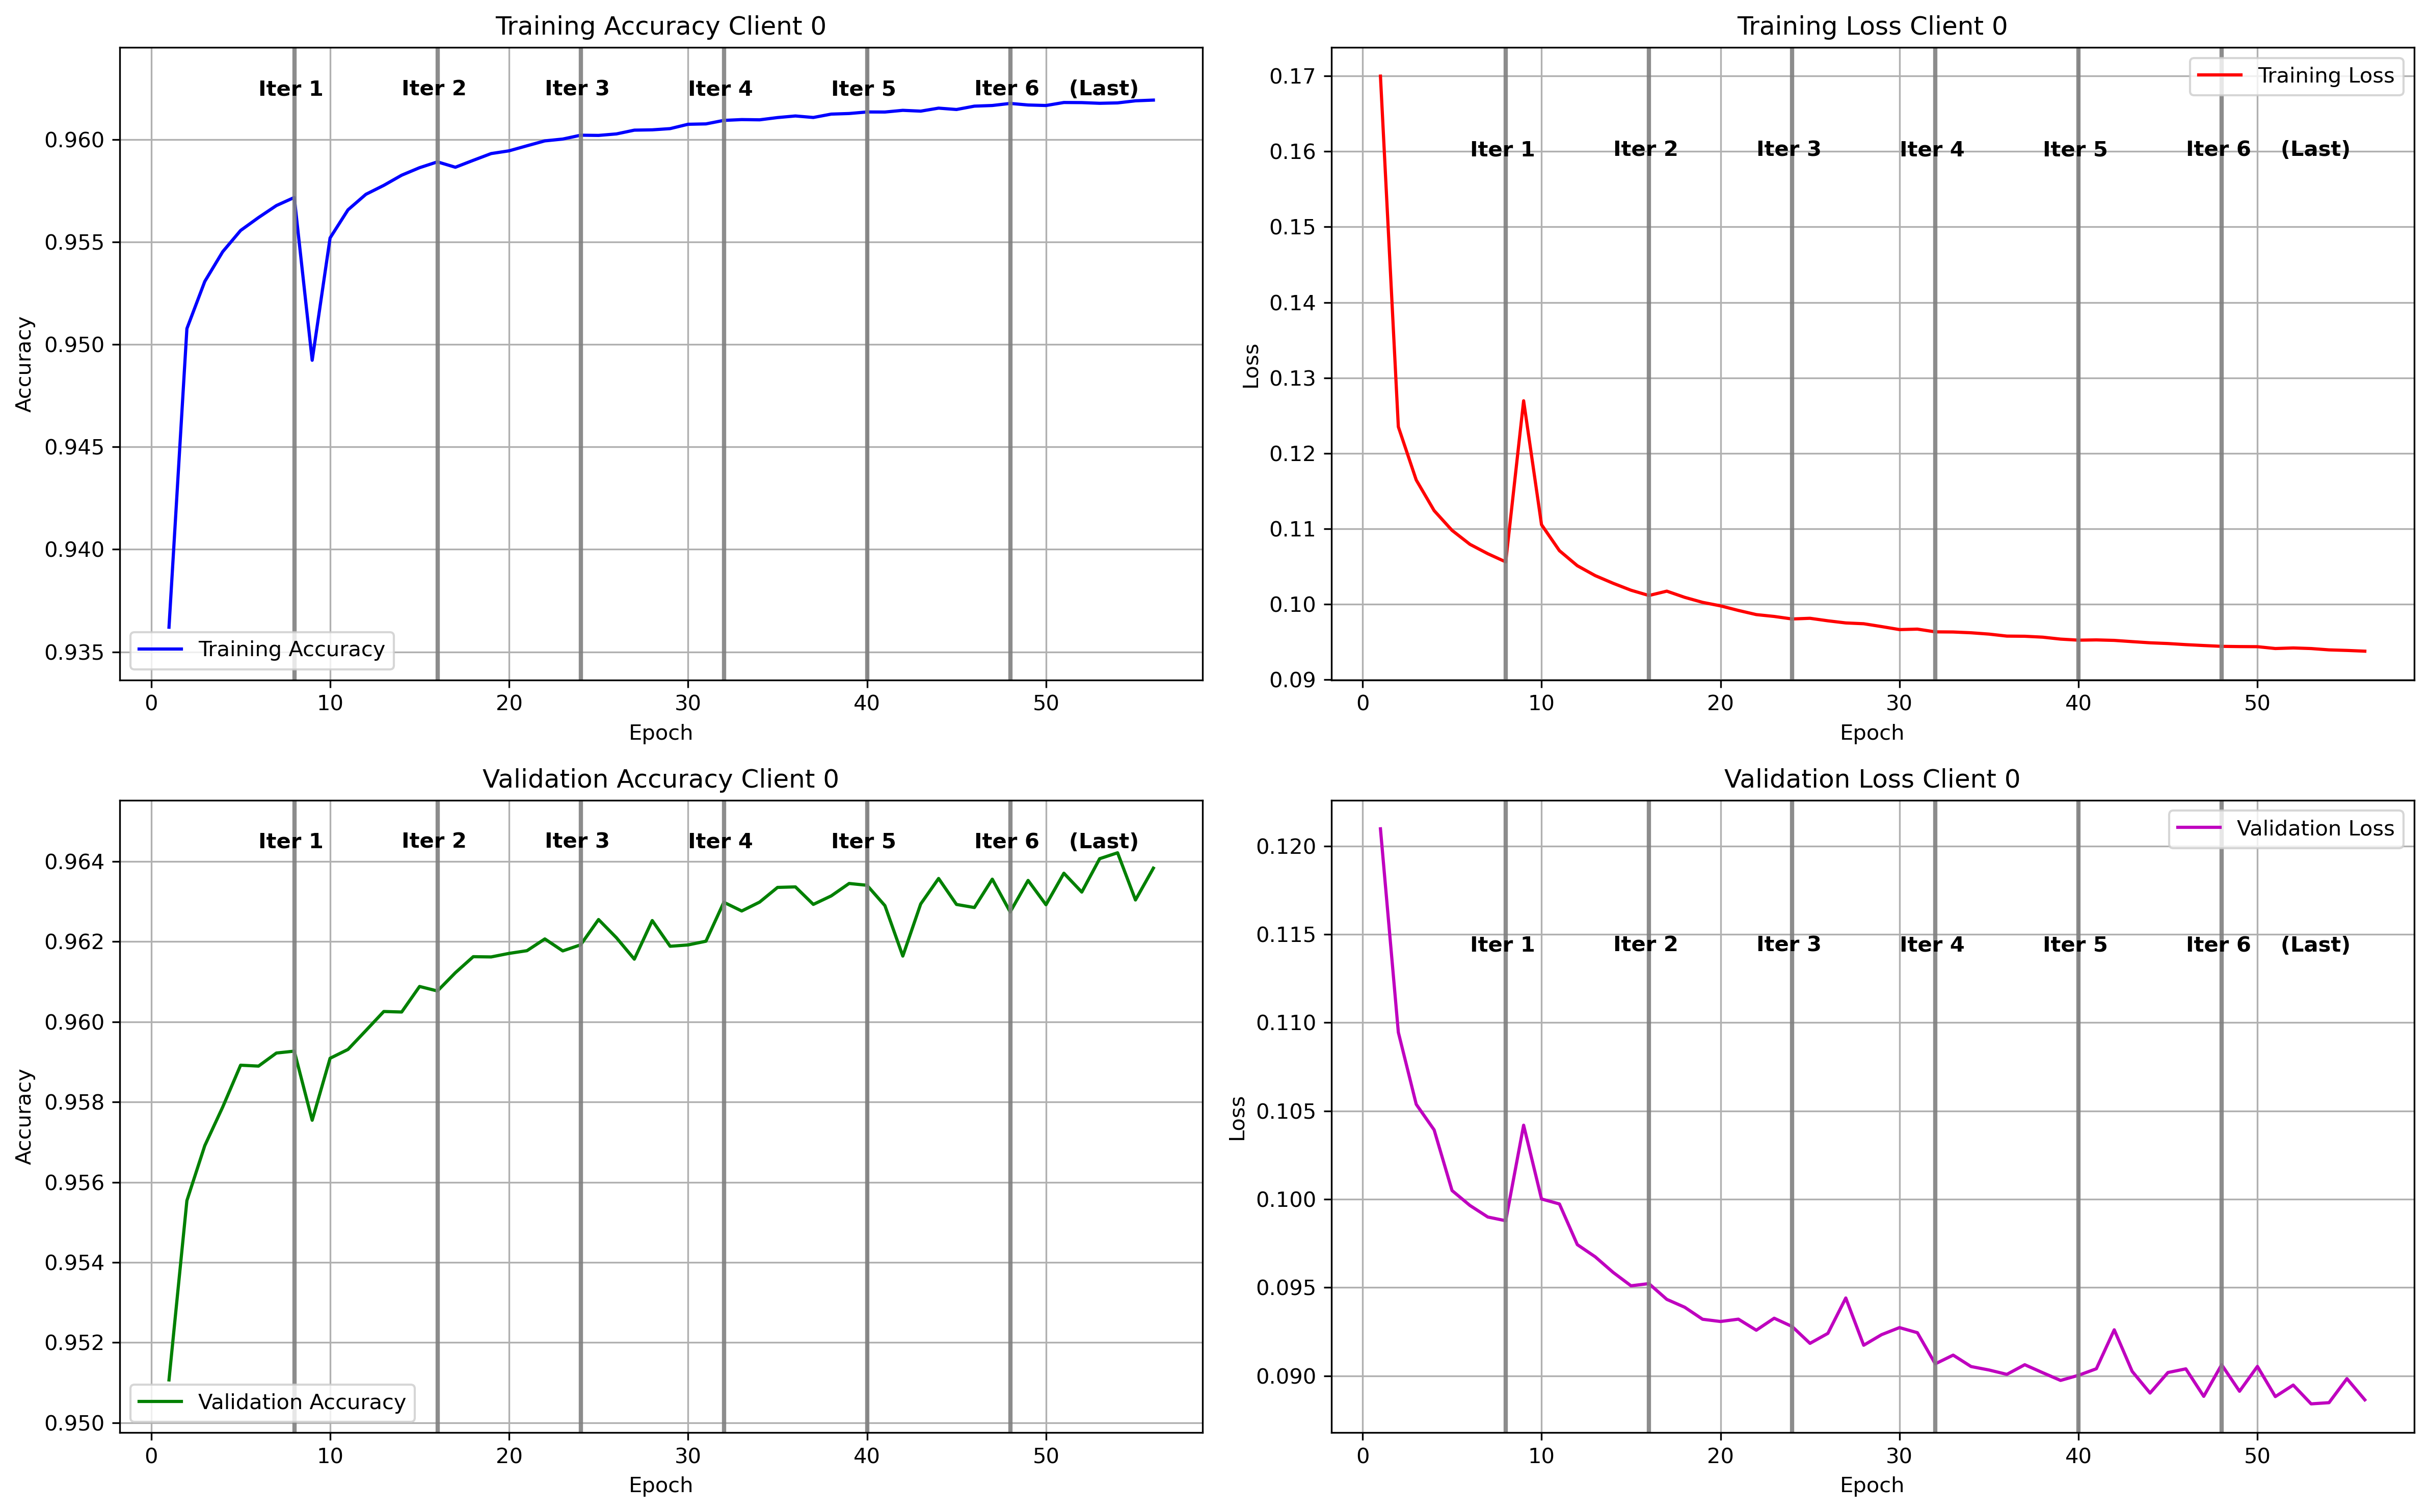 Training Accuracy Client 0
Iter 1 Iter 2 Iter 3 Iter 4 Iter 5 Iter 6 (Last)
0.960
0.955
0.950
0.945
0.940
0.935
Accuracy
Training Accuracy
0 10 20 30 40 50
Epoch
Training Loss Client 0
Training Loss
Iter 1 Iter 2 Iter 3 Iter 4 Iter 5 Iter 6 (Last)
0.17
0.16
0.15
0.14
0.13
0.12
0.11
0.10
0.09
Loss
0 10 20 30 40 50
Epoch
Validation Accuracy Client 0
Iter 1 Iter 2 Iter 3 Iter 4 Iter 5 Iter 6 (Last)
0.964
0.962
0.960
0.958
0.956
0.954
0.952
0.950
Accuracy
Validation Accuracy
0 10 20 30 40 50
Epoch
Validation Loss Client 0
Validation Loss
Iter 1 Iter 2 Iter 3 Iter 4 Iter 5 Iter 6 (Last)
0.120
0.115
0.110
0.105
0.100
0.095
0.090
Loss
0 10 20 30 40 50
Epoch